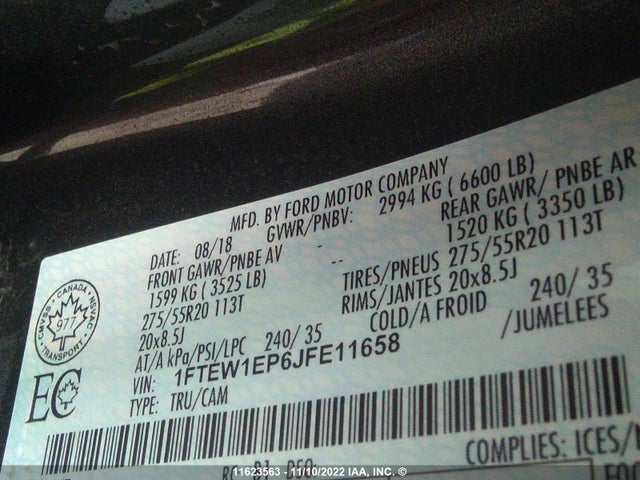 MFD. BY FORD MOTOR COMPANY
DATE: 08/18 GVWR/PNBV: 2994 KG ( 6600 LB)
FRONT GAWR/PNBE AV - REAR GAWR/ PNBE AR
1599 KG ( 3525 LB) - 1520 KG ( 3350 LB)
275/55R20 113T TIRES/PNEUS 275/55R20 113T
20x8.5J RIMS/JANTES 20x8.5J
AT/A kPa/PSI/LPC 240/ 35 COLD/A FROID 240/ 35
VIN: 1FTEW1EP6JFE11658 /JUMELEES
TYPE: TRU/CAM
CANADA
CMVSS NSVAC
977
TRANSPORT
EC
COMPLIES: ICES/
DSO
11623563 - 11/10/2022 IAA, INC. ©